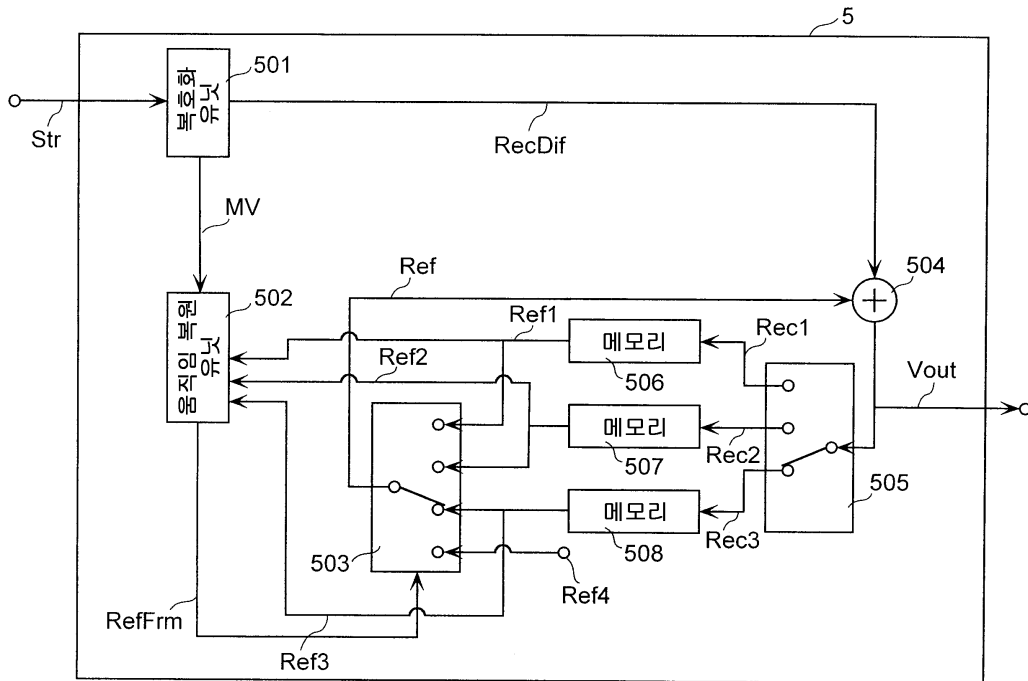 5
501
복호화
유닛
Str
RecDif
MV
Ref
504
502
움직임 복원
유닛
Ref1
메모리
Rec1
506
Ref2
Vout
메모리
507
Rec2
505
메모리
508
Rec3
503
Ref4
RefFrm
Ref3